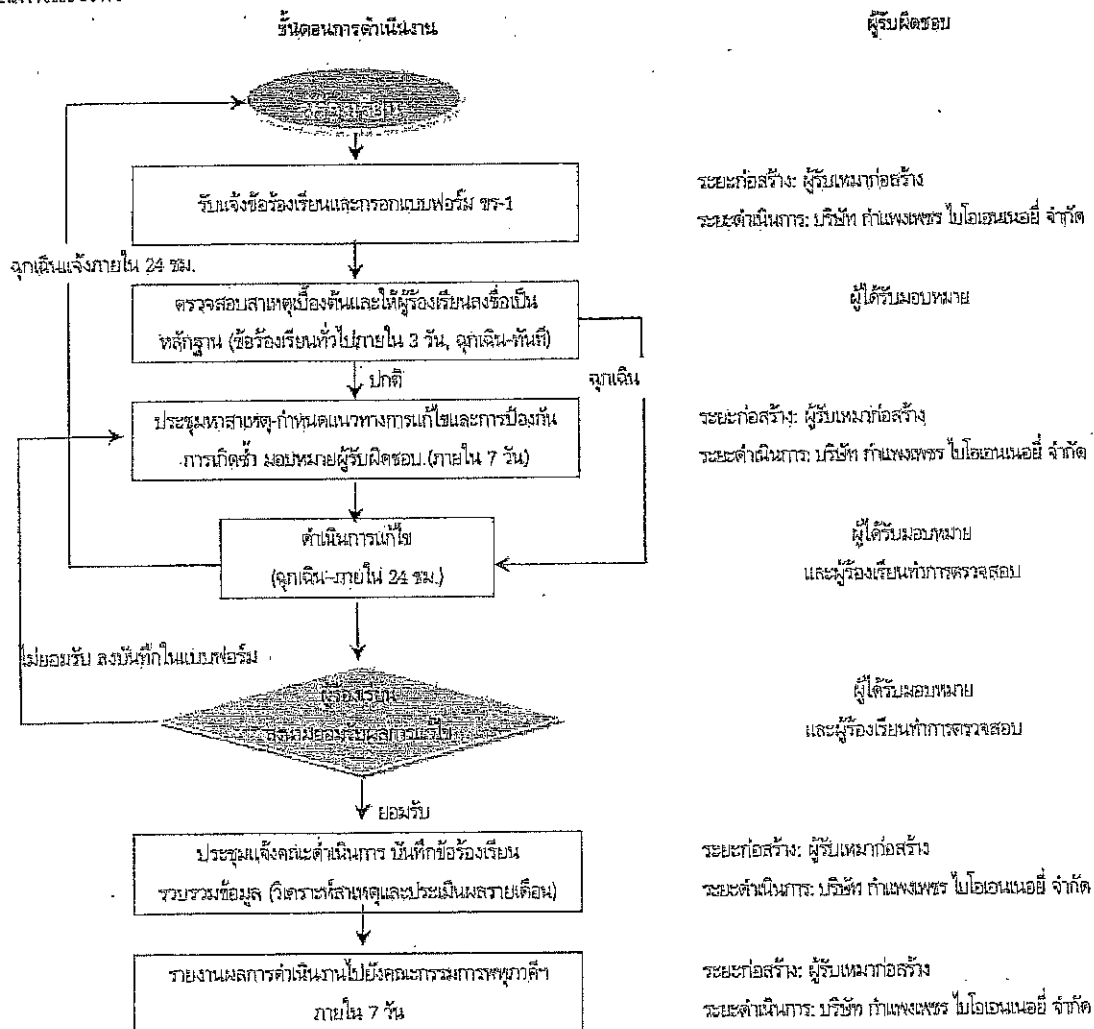 ขั้นตอนการดำเนินงาน
ผู้รับผิดชอบ
รับแจ้งข้อร้องเรียนและกรอกแบบฟอร์ม ขร-1
ระยะก่อสร้าง: ผู้รับเหมาก่อสร้าง
ระยะดำเนินการ: บริษัท กำแพงเพชร ไบโอเอนเนอยี่ จำกัด
ฉุกเฉินแจ้งภายใน 24 ชม.
ตรวจสอบสาเหตุเบื้องต้นและให้ผู้ร้องเรียนลงชื่อเป็น
หลักฐาน (ข้อร้องเรียนทั่วไปภายใน 3 วัน, ฉุกเฉิน-ทันที)
ผู้ได้รับมอบหมาย
ปกติ
ฉุกเฉิน
ประชุมหาสาเหตุ-กำหนดแนวทางการแก้ไขและการป้องกัน
การเกิดซ้ำ มอบหมายผู้รับผิดชอบ (ภายใน 7 วัน)
ระยะก่อสร้าง: ผู้รับเหมาก่อสร้าง
ระยะดำเนินการ: บริษัท กำแพงเพชร ไบโอเอนเนอยี่ จำกัด
ดำเนินการแก้ไข
(ฉุกเฉิน-ภายใน 24 ชม.)
ผู้ได้รับมอบหมาย
และผู้ร้องเรียนทำการตรวจสอบ
ไม่ยอมรับ ลงบันทึกในแบบฟอร์ม
ผู้ร้องเรียน
ยอมรับผลการแก้ไข
ผู้ได้รับมอบหมาย
และผู้ร้องเรียนทำการตรวจสอบ
ยอมรับ
ประชุมแจ้งคณะดำเนินการ บันทึกข้อร้องเรียน
รวบรวมข้อมูล (วิเคราะห์สาเหตุและประเมินผลรายเดือน)
ระยะก่อสร้าง: ผู้รับเหมาก่อสร้าง
ระยะดำเนินการ: บริษัท กำแพงเพชร ไบโอเอนเนอยี่ จำกัด
รายงานผลการดำเนินงานไปยังคณะกรรมการพหุภาคีฯ
ภายใน 7 วัน
ระยะก่อสร้าง: ผู้รับเหมาก่อสร้าง
ระยะดำเนินการ: บริษัท กำแพงเพชร ไบโอเอนเนอยี่ จำกัด